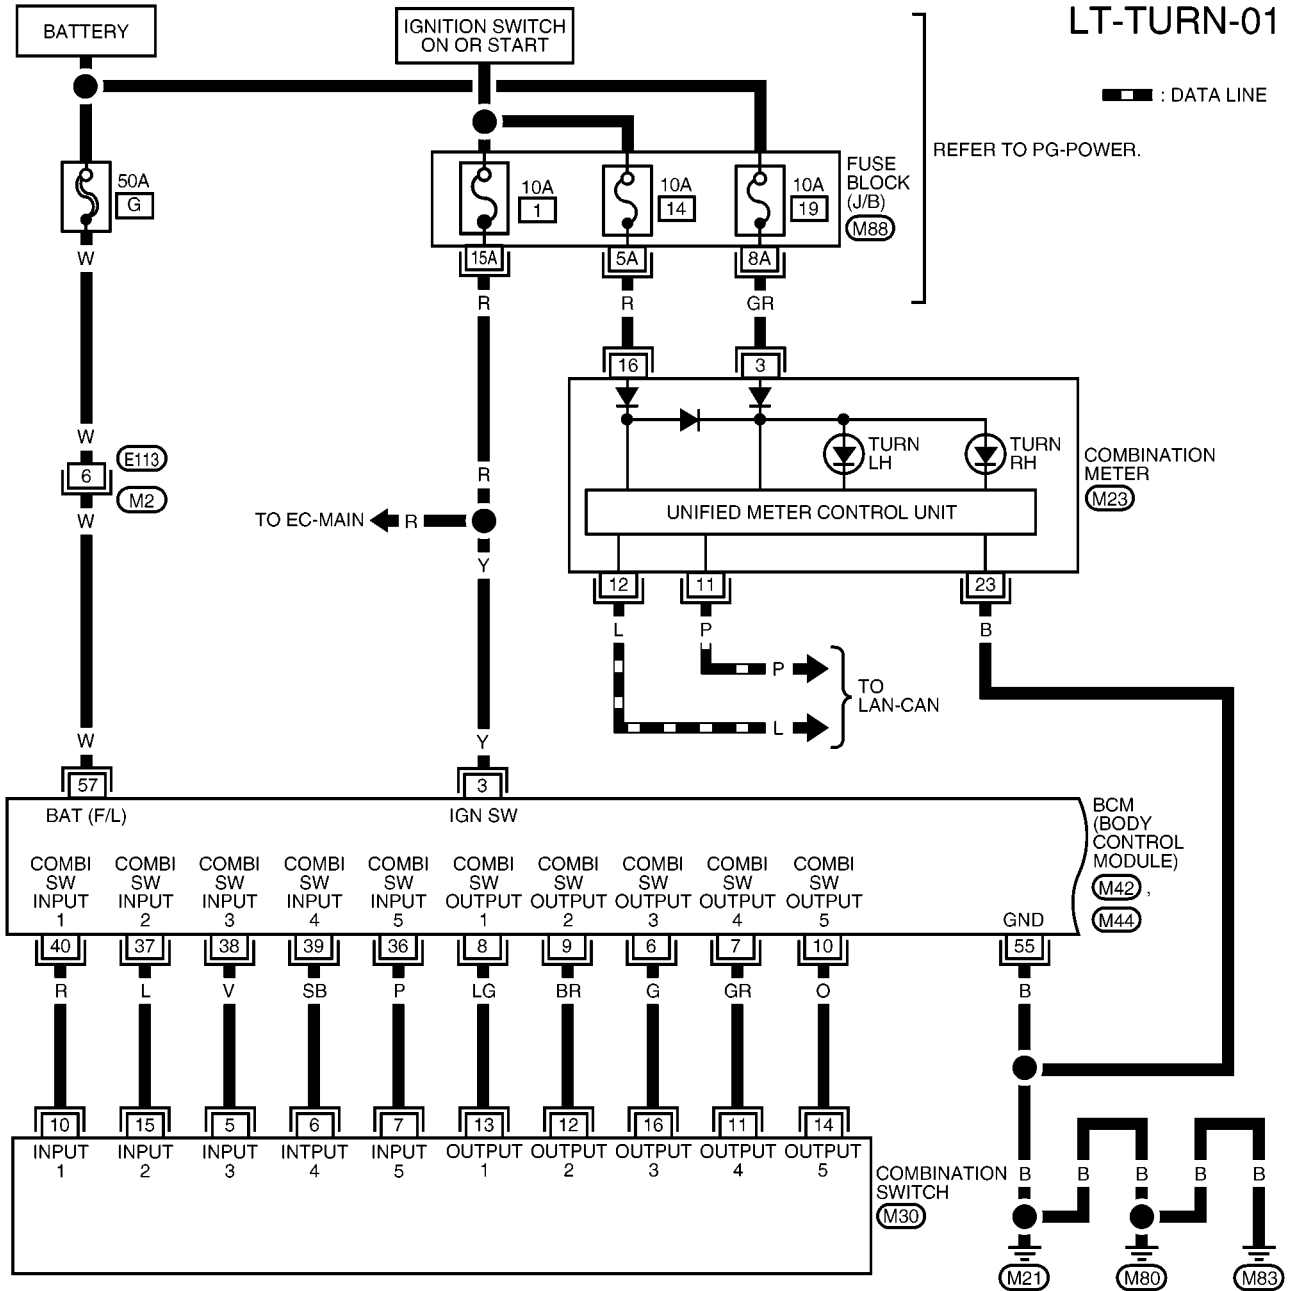 LT-TURN-01
BATTERY
IGNITION SWITCH
ON OR START
: DATA LINE
REFER TO PG-POWER.
50A
G
10A
1
10A
14
10A
19
FUSE
BLOCK
(J/B)
M88
15A
5A
8A
W
R
R
GR
16
3
TURN
LH
TURN
RH
COMBINATION
METER
M23
W
6
E113
M2
W
R
TO EC-MAIN
R
Y
UNIFIED METER CONTROL UNIT
12
11
23
L
P
B
P
L
TO
LAN-CAN
W
Y
57
3
BAT (F/L)
IGN SW
BCM
(BODY
CONTROL
MODULE)
M42 ,
M44
COMBI
SW
INPUT
1
COMBI
SW
INPUT
2
COMBI
SW
INPUT
3
COMBI
SW
INPUT
4
COMBI
SW
INPUT
5
COMBI
SW
OUTPUT
1
COMBI
SW
OUTPUT
2
COMBI
SW
OUTPUT
3
COMBI
SW
OUTPUT
4
COMBI
SW
OUTPUT
5
GND
40
37
38
39
36
8
9
6
7
10
55
R
L
V
SB
P
LG
BR
G
GR
O
B
10
15
5
6
7
13
12
16
11
14
INPUT
1
INPUT
2
INPUT
3
INTPUT
4
INPUT
5
OUTPUT
1
OUTPUT
2
OUTPUT
3
OUTPUT
4
OUTPUT
5
COMBINATION
SWITCH
M30
B
B
B
B
B
M21
M80
M83